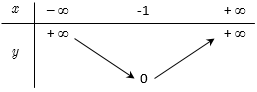 x −∞ -1 +∞
+∞ +∞
y
0